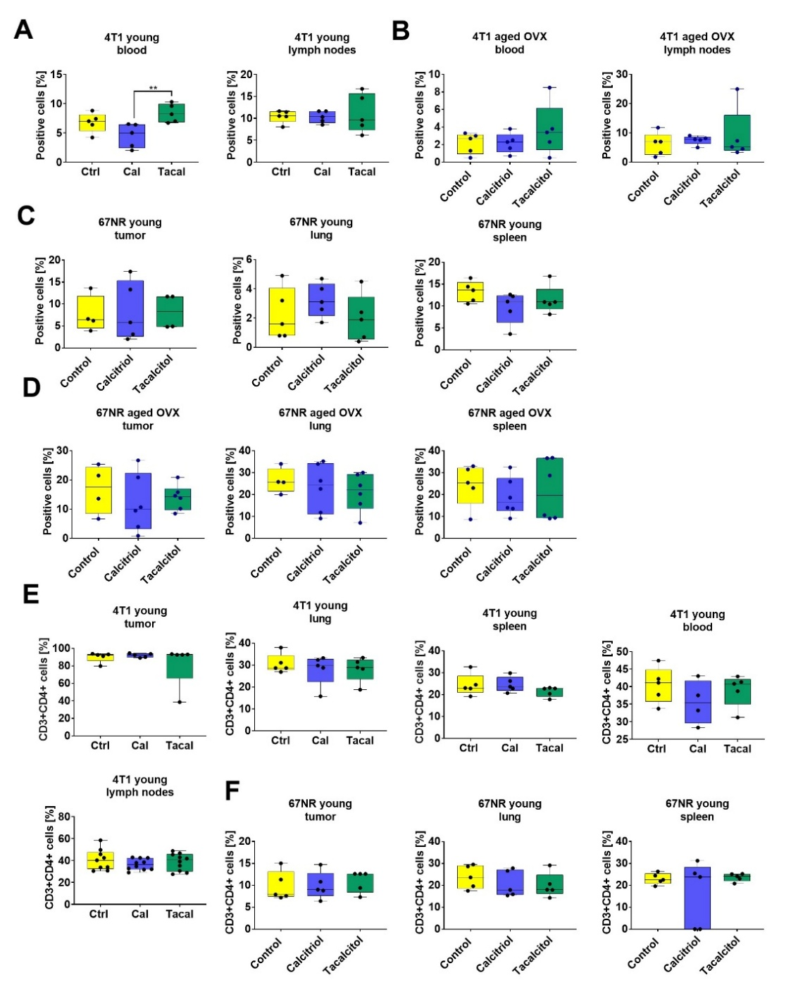 A
4T1 young
blood
Positive cells [%]
15
10
5
0
**
Ctrl
Cal
Tacal
4T1 young
lymph nodes
Positive cells [%]
20
15
10
5
0
Ctrl
Cal
Tacal
B
4T1 aged OVX
blood
Positive cells [%]
10
8
6
4
2
0
Control
Calcitriol
Tacalcitol
4T1 aged OVX
lymph nodes
Positive cells [%]
30
20
10
0
Control
Calcitriol
Tacalcitol
C
67NR young
tumor
Positive cells [%]
20
15
10
5
0
Control
Calcitriol
Tacalcitol
67NR young
lung
Positive cells [%]
6
4
2
0
Control
Calcitriol
Tacalcitol
67NR young
spleen
Positive cells [%]
20
15
10
5
0
Control
Calcitriol
Tacalcitol
D
67NR aged OVX
tumor
Positive cells [%]
30
20
10
0
Control
Calcitriol
Tacalcitol
67NR aged OVX
lung
Positive cells [%]
40
30
20
10
0
Control
Calcitriol
Tacalcitol
67NR aged OVX
spleen
Positive cells [%]
40
30
20
10
0
Control
Calcitriol
Tacalcitol
E
4T1 young
tumor
CD3+CD4+ cells [%]
100
80
60
40
20
0
Ctrl
Cal
Tacal
4T1 young
lung
CD3+CD4+ cells [%]
40
30
20
10
0
Ctrl
Cal
Tacal
4T1 young
spleen
CD3+CD4+ cells [%]
40
30
20
10
0
Ctrl
Cal
Tacal
4T1 young
blood
CD3+CD4+ cells [%]
50
45
40
35
30
25
Ctrl
Cal
Tacal
4T1 young
lymph nodes
CD3+CD4+ cells [%]
80
60
40
20
0
Ctrl
Cal
Tacal
F
67NR young
tumor
CD3+CD4+ cells [%]
20
15
10
5
0
Control
Calcitriol
Tacalcitol
67NR young
lung
CD3+CD4+ cells [%]
40
30
20
10
0
Control
Calcitriol
Tacalcitol
67NR young
spleen
CD3+CD4+ cells [%]
40
30
20
10
0
Control
Calcitriol
Tacalcitol